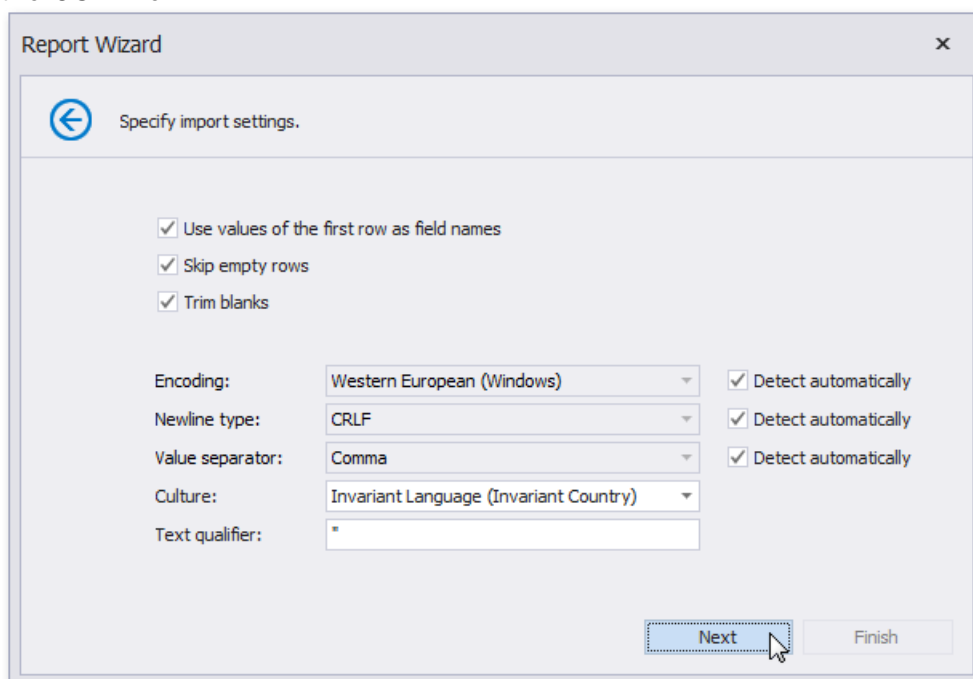 Report Wizard
Specify import settings.
Use values of the first row as field names
Skip empty rows
Trim blanks
Encoding: Western European (Windows) Detect automatically
Newline type: CRLF Detect automatically
Value separator: Comma Detect automatically
Culture: Invariant Language (Invariant Country)
Text qualifier: "
Next Finish